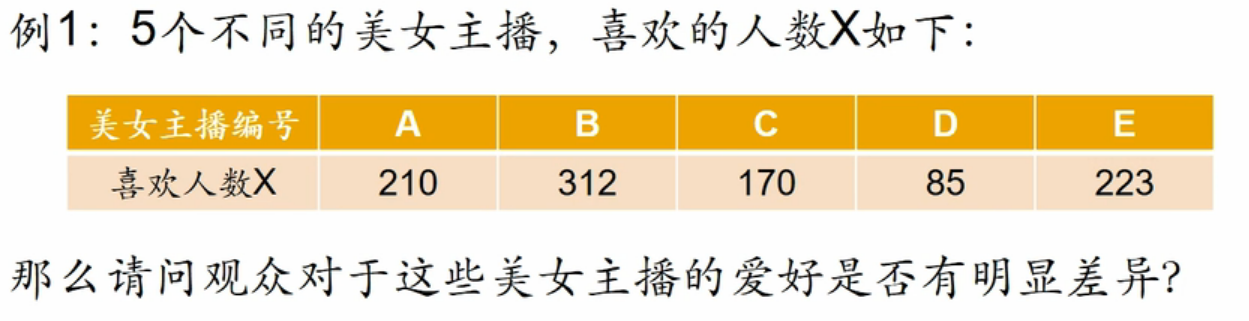 例1：5个不同的美女主播，喜欢的人数X如下：
美女主播编号 A B C D E
喜欢人数X 210 312 170 85 223
那么请问观众对于这些美女主播的爱好是否有明显差异？